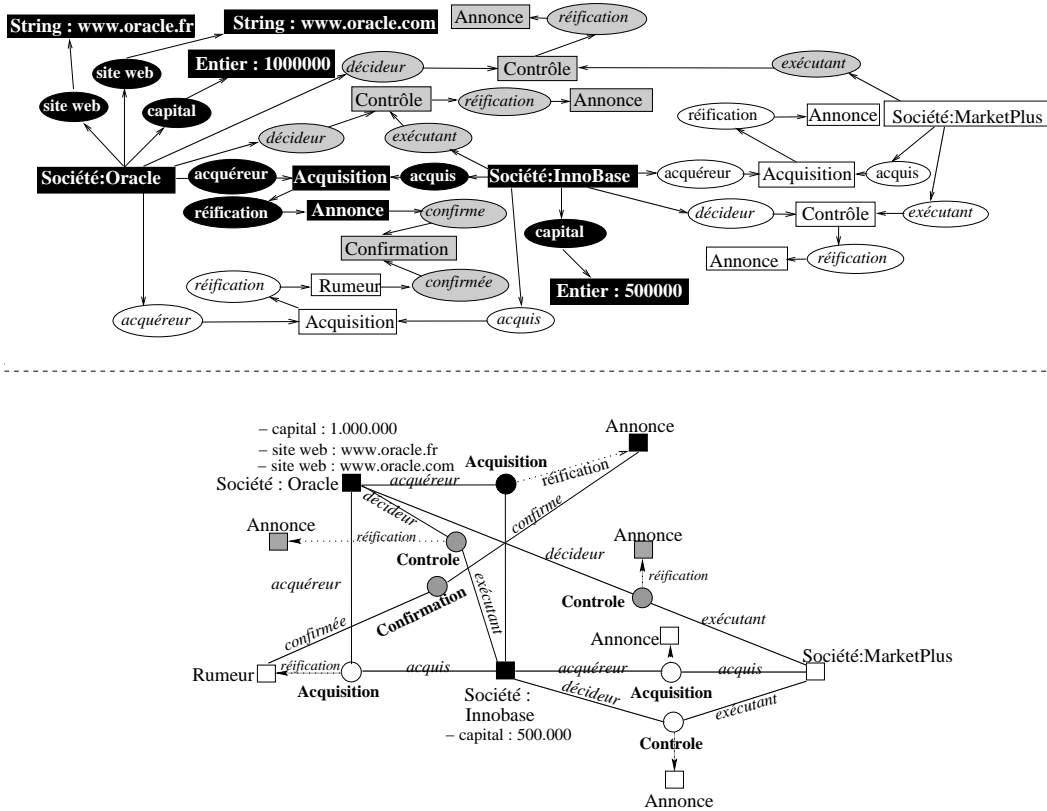 Annonce
réification
String : www.oracle.fr
String : www.oracle.com
Entier : 1000000
décideur
Contrôle
exécutant
site web
site web
capital
Contrôle
réification
Annonce
réification
Annonce
Société:MarketPlus
décideur
exécutant
Société:Oracle
acquéreur
Acquisition
acquis
Société:InnoBase
acquéreur
Acquisition
acquis
réification
Annonce
confirme
décideur
Contrôle
exécutant
capital
Confirmation
Annonce
réification
réification
Rumeur
confirmée
Entier : 500000
acquéreur
Acquisition
acquis
– capital : 1.000.000
– site web : www.oracle.fr
– site web : www.oracle.com
Société : Oracle
acquéreur
Acquisition
réification
Annonce
décideur
confirme
Annonce
réification
Controle
décideur
Annonce
réification
acquéreur
exécutant
Confirmation
Controle
exécutant
confirmée
Annonce
Rumeur
réification
Acquisition
acquis
acquéreur
Acquisition
acquis
Société:MarketPlus
Société :
Innobase
– capital : 500.000
décideur
exécutant
Controle
Annonce